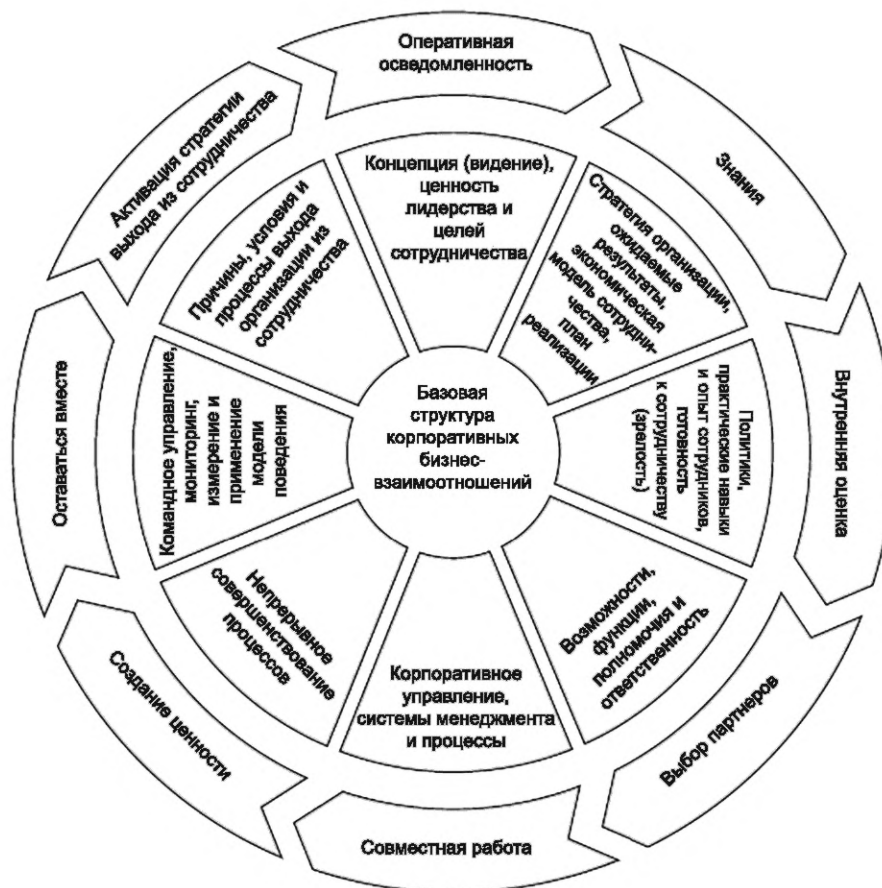 Оперативная
осведомленность
Знания
Внутренняя оценка
Выбор партнеров
Совместная работа
Создание ценности
Оставаться вместе
Активация стратегии
выхода из сотрудничества
Концепция (видение),
ценность
лидерства и
целей
сотрудничества
Стратегия организации,
ожидаемые
результаты,
экономическая
модель сотрудни-
чества,
план
реализации
Политики,
практические навыки
и опыт сотрудников,
готовность
к сотрудничеству
(зрелость)
Возможности,
функции,
полномочия и
ответственность
Корпоративное
управление,
системы менеджмента
и процессы
Непрерывное
совершенствование
процессов
Командное управление,
мониторинг,
измерение и
применение
модели
поведения
Причины, условия и
процессы выхода
организации из
сотрудничества
Базовая
структура
корпоративных
бизнес-
взаимоотношений